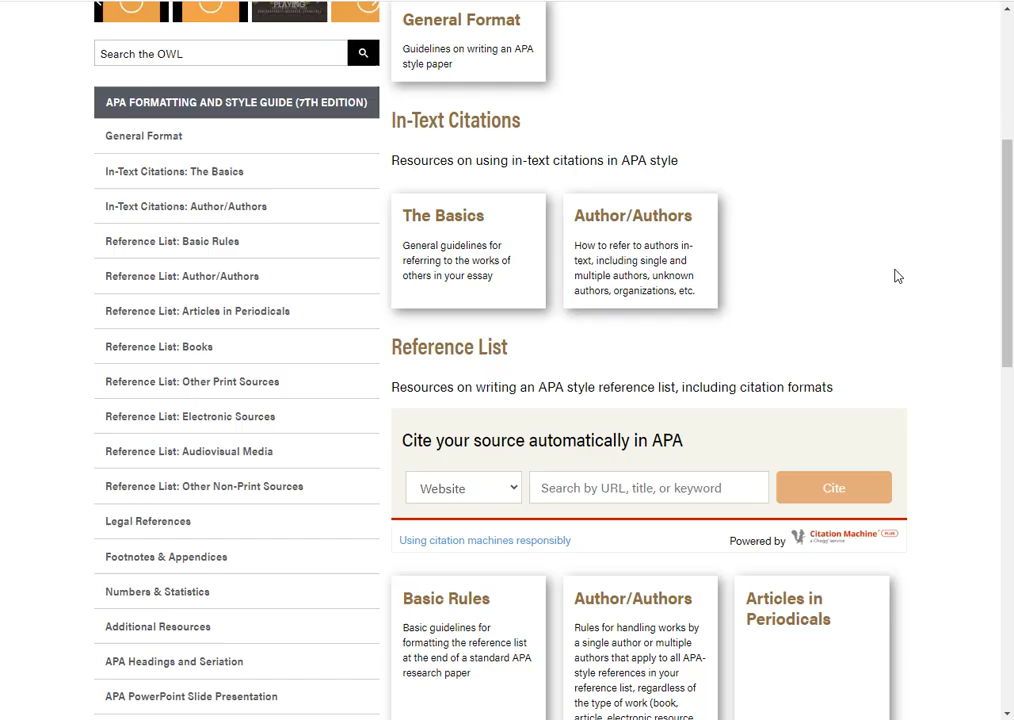 PLAYING
Search the OWL
APA FORMATTING AND STYLE GUIDE (7TH EDITION)
General Format
In-Text Citations: The Basics
In-Text Citations: Author/Authors
Reference List: Basic Rules
Reference List: Author/Authors
Reference List: Articles in Periodicals
Reference List: Books
Reference List: Other Print Sources
Reference List: Electronic Sources
Reference List: Audiovisual Media
Reference List: Other Non-Print Sources
Legal References
Footnotes & Appendices
Numbers & Statistics
Additional Resources
APA Headings and Seriation
APA PowerPoint Slide Presentation
General Format
Guidelines on writing an APA
style paper
In-Text Citations
Resources on using in-text citations in APA style
The Basics
General guidelines for
referring to the works of
others in your essay
Author/Authors
How to refer to authors in-
text, including single and
multiple authors, unknown
authors, organizations, etc.
Reference List
Resources on writing an APA style reference list, including citation formats
Cite your source automatically in APA
Website
Search by URL, title, or keyword
Cite
Using citation machines responsibly
Powered by
Citation Machine PLUS
a Chegg service
Basic Rules
Basic guidelines for
formatting the reference list
at the end of a standard APA
research paper
Author/Authors
Rules for handling works by
a single author or multiple
authors that apply to all APA-
style references in your
reference list, regardless of
the type of work (book,
article, electronic resource
Articles in
Periodicals